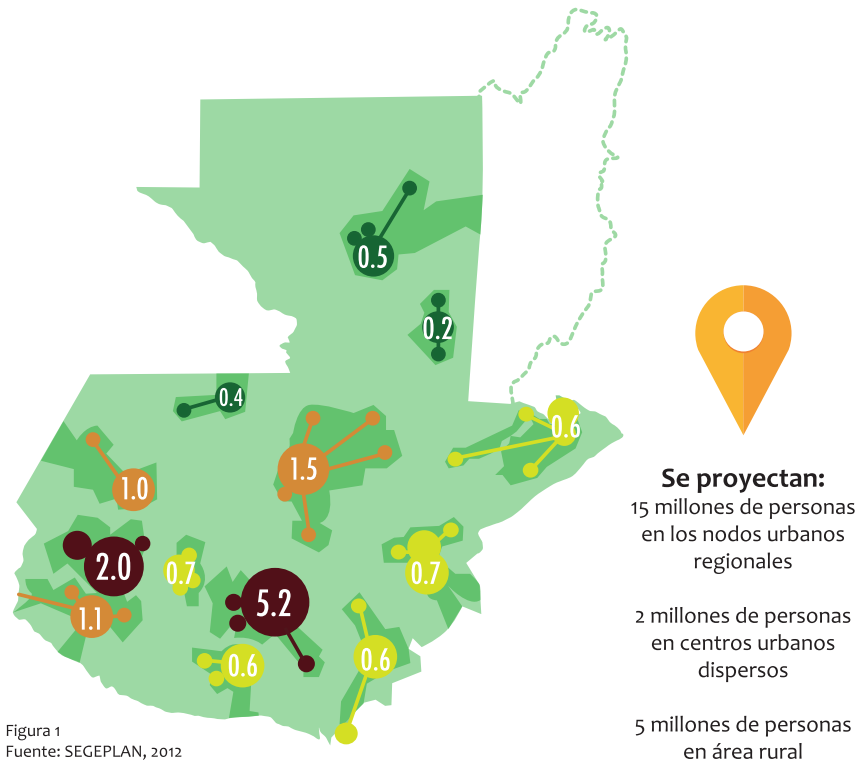 0.5
0.2
0.4
0.6
1.5
1.0
2.0
0.7
0.7
5.2
1.1
0.6
0.6
Se proyectan:
15 millones de personas
en los nodos urbanos
regionales
2 millones de personas
en centros urbanos
dispersos
5 millones de personas
en área rural
Figura 1
Fuente: SEGEPLAN, 2012